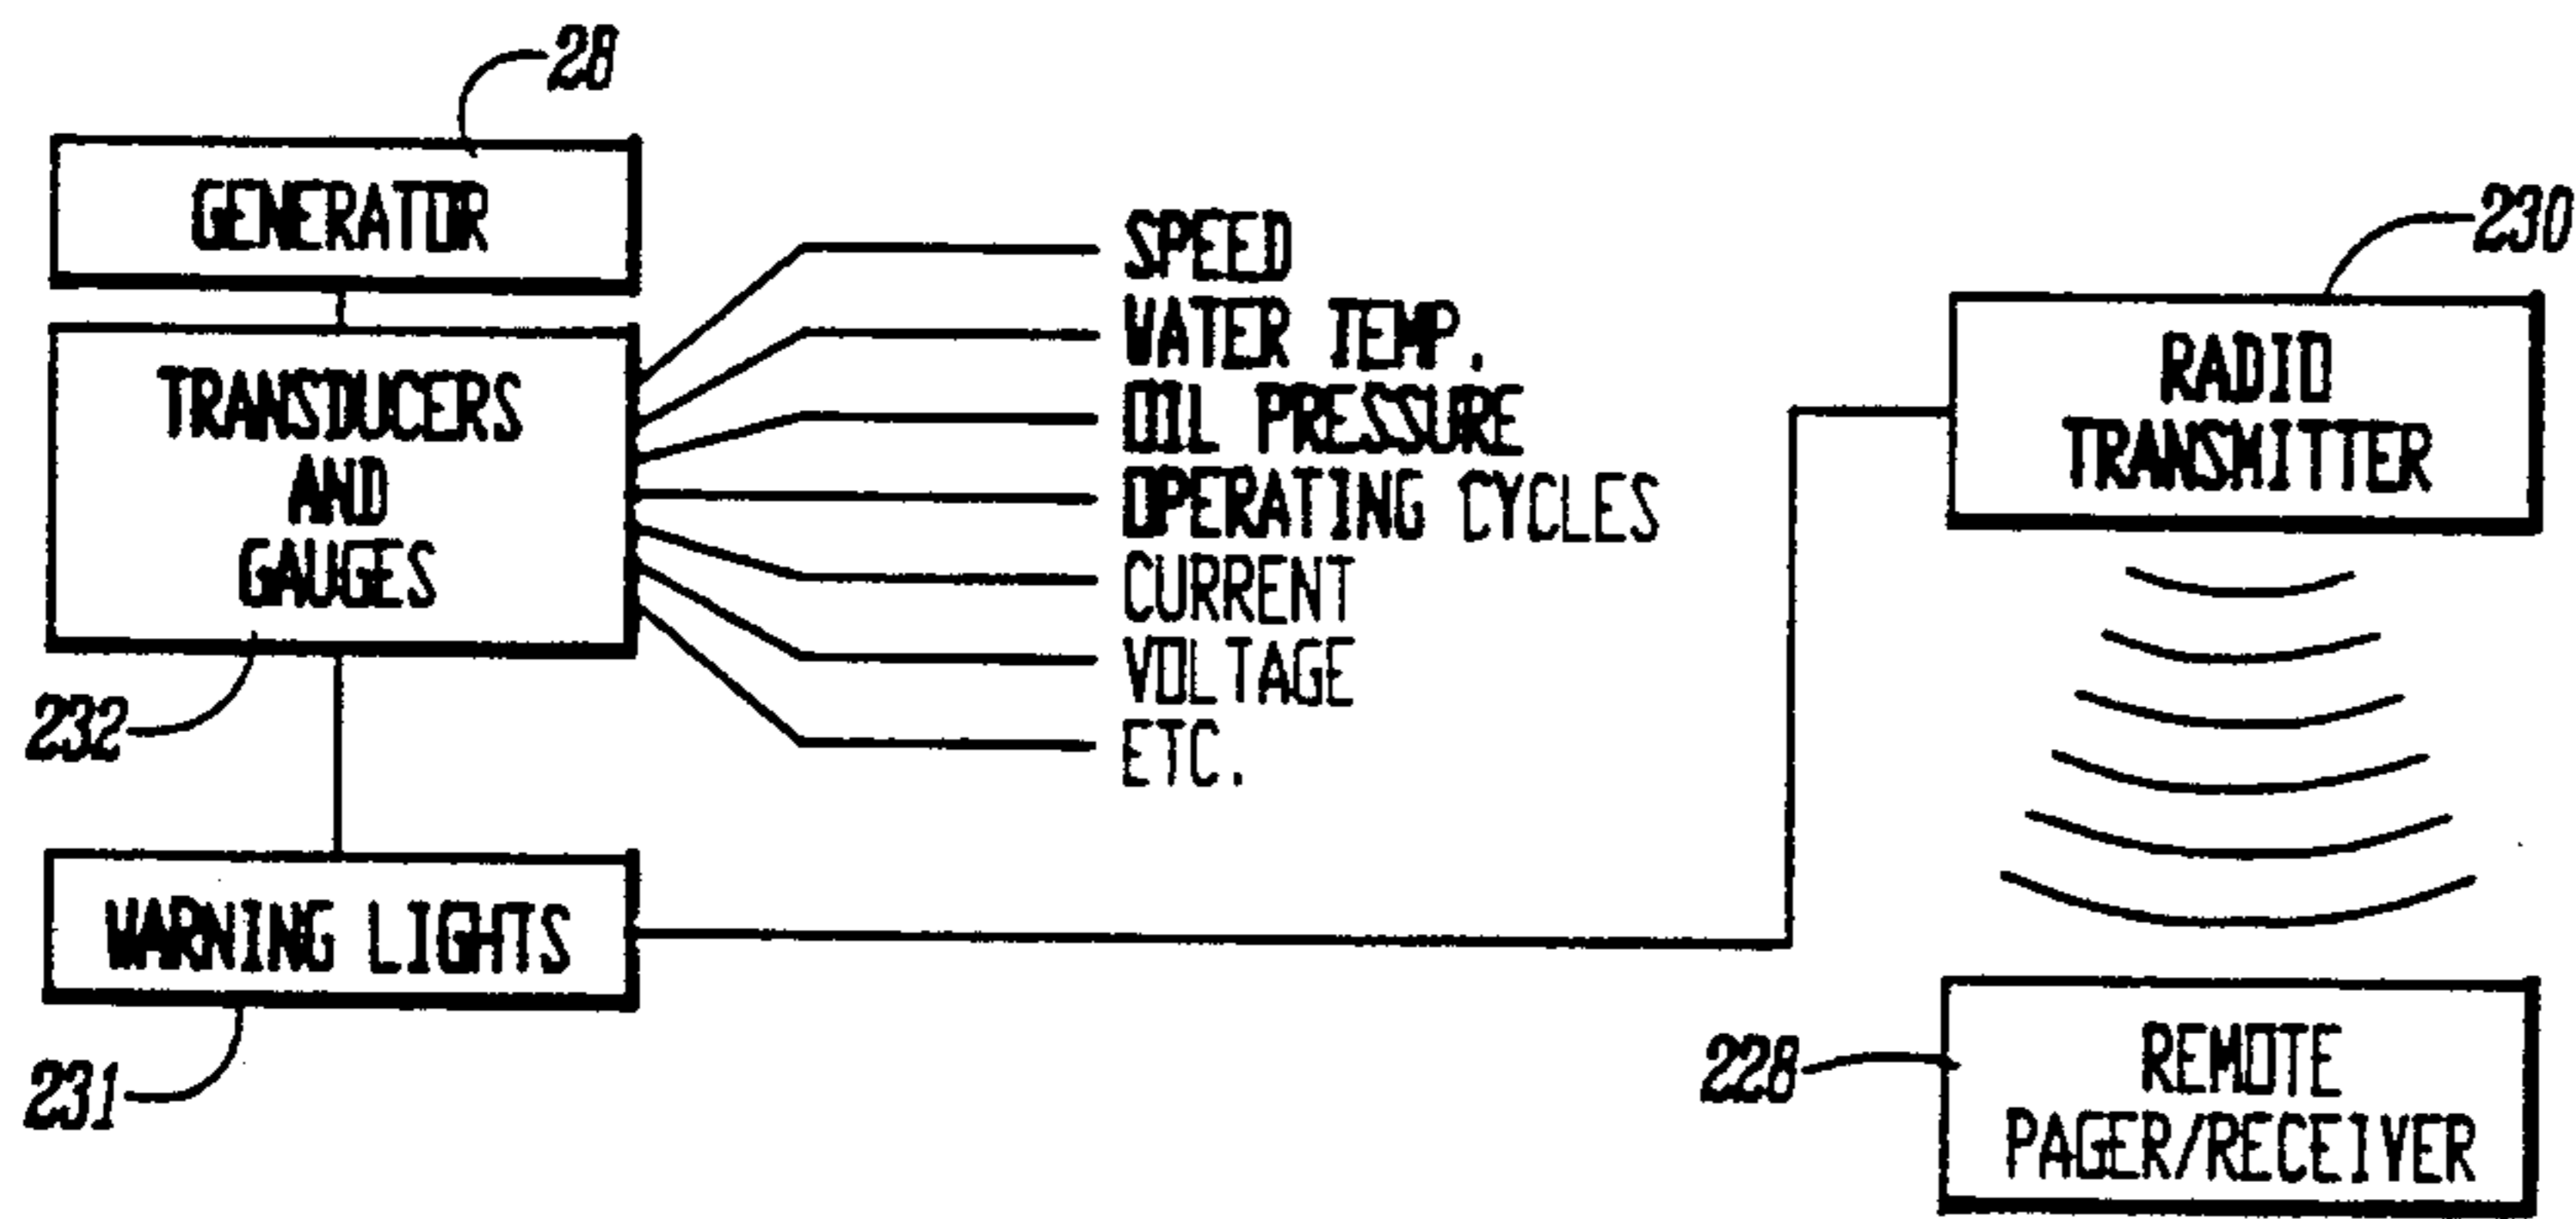 28
GENERATOR
TRANSDUCERS
AND
GAUGES
232
SPEED
WATER TEMP.
OIL PRESSURE
OPERATING CYCLES
CURRENT
VOLTAGE
ETC.
WARNING LIGHTS
231
230
RADIO
TRANSMITTER
228
REMOTE
PAGER/RECEIVER